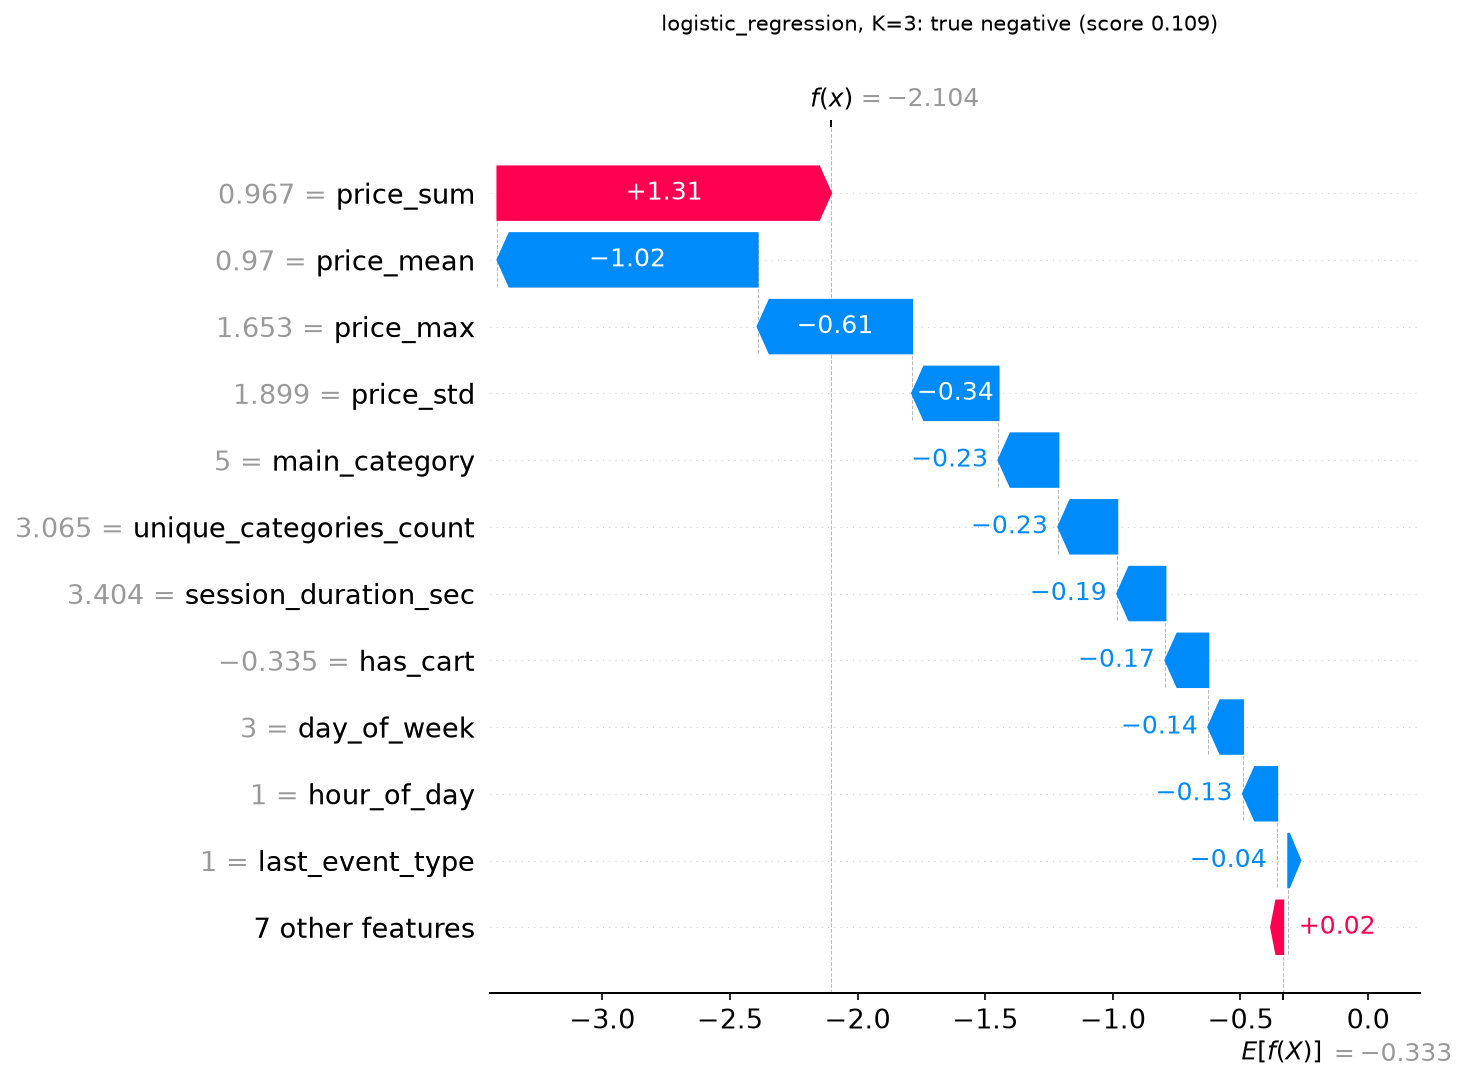 logistic_regression, K=3: true negative (score 0.109)
f(x) = −2.104
0.967 = price_sum +1.31
0.97 = price_mean −1.02
1.653 = price_max −0.61
1.899 = price_std −0.34
5 = main_category −0.23
3.065 = unique_categories_count −0.23
3.404 = session_duration_sec −0.19
−0.335 = has_cart −0.17
3 = day_of_week −0.14
1 = hour_of_day −0.13
1 = last_event_type −0.04
7 other features +0.02
−3.0 −2.5 −2.0 −1.5 −1.0 −0.5 0.0
E[f(X)] = −0.333